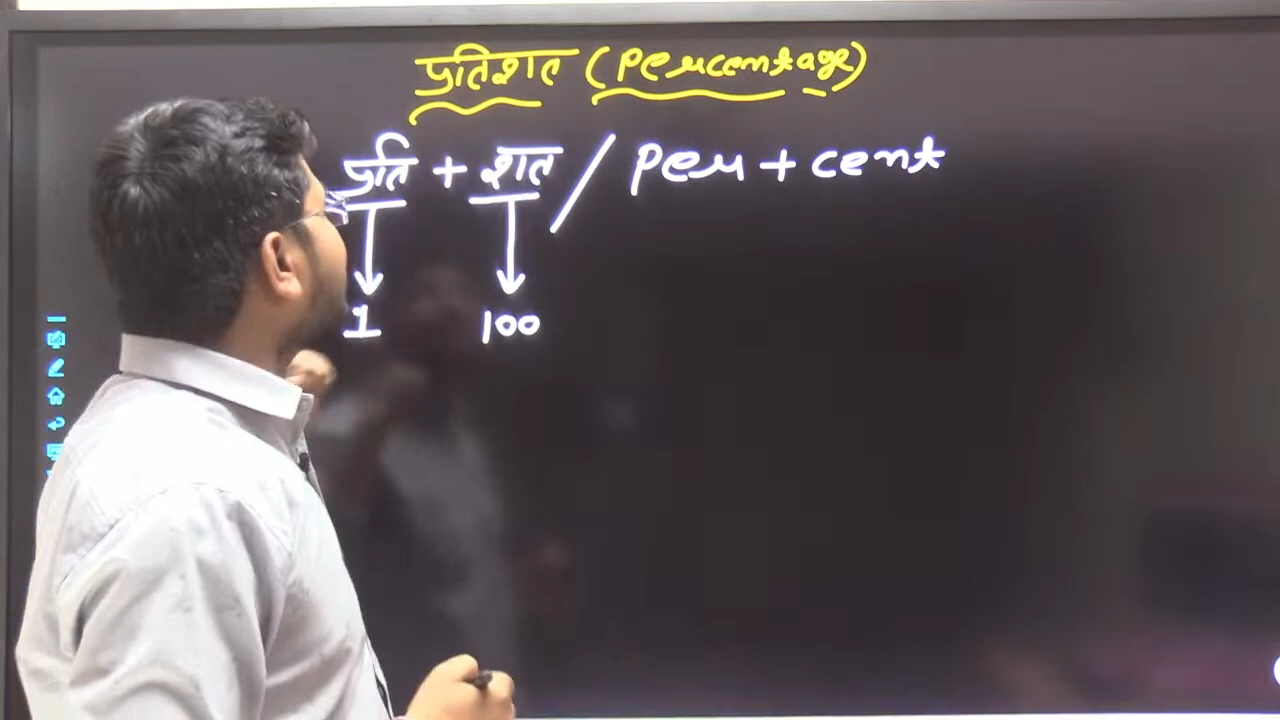 प्रतिशत (Percentage)
प्रति + शत / Per + cent
1 100